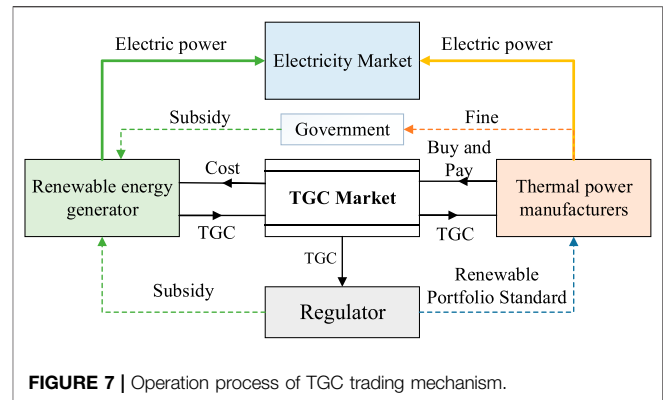 Electric power
Electricity Market
Electric power
Subsidy
Government
Fine
Renewable energy
generator
Cost
TGC
TGC Market
Buy and
Pay
TGC
Thermal power
manufacturers
TGC
Subsidy
Regulator
Renewable
Portfolio Standard
FIGURE 7 | Operation process of TGC trading mechanism.